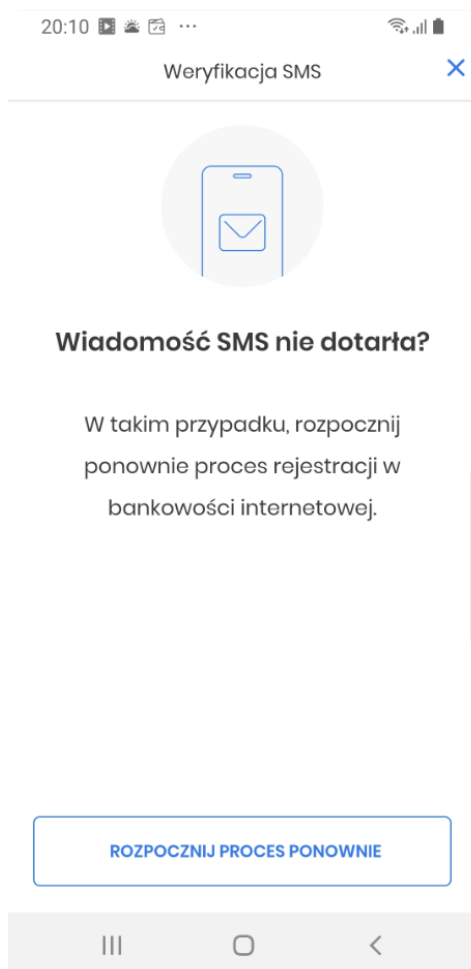 20:10
Weryfikacja SMS
Wiadomość SMS nie dotarła?
W takim przypadku, rozpocznij
ponownie proces rejestracji w
bankowości internetowej.
ROZPOCZNIJ PROCES PONOWNIE